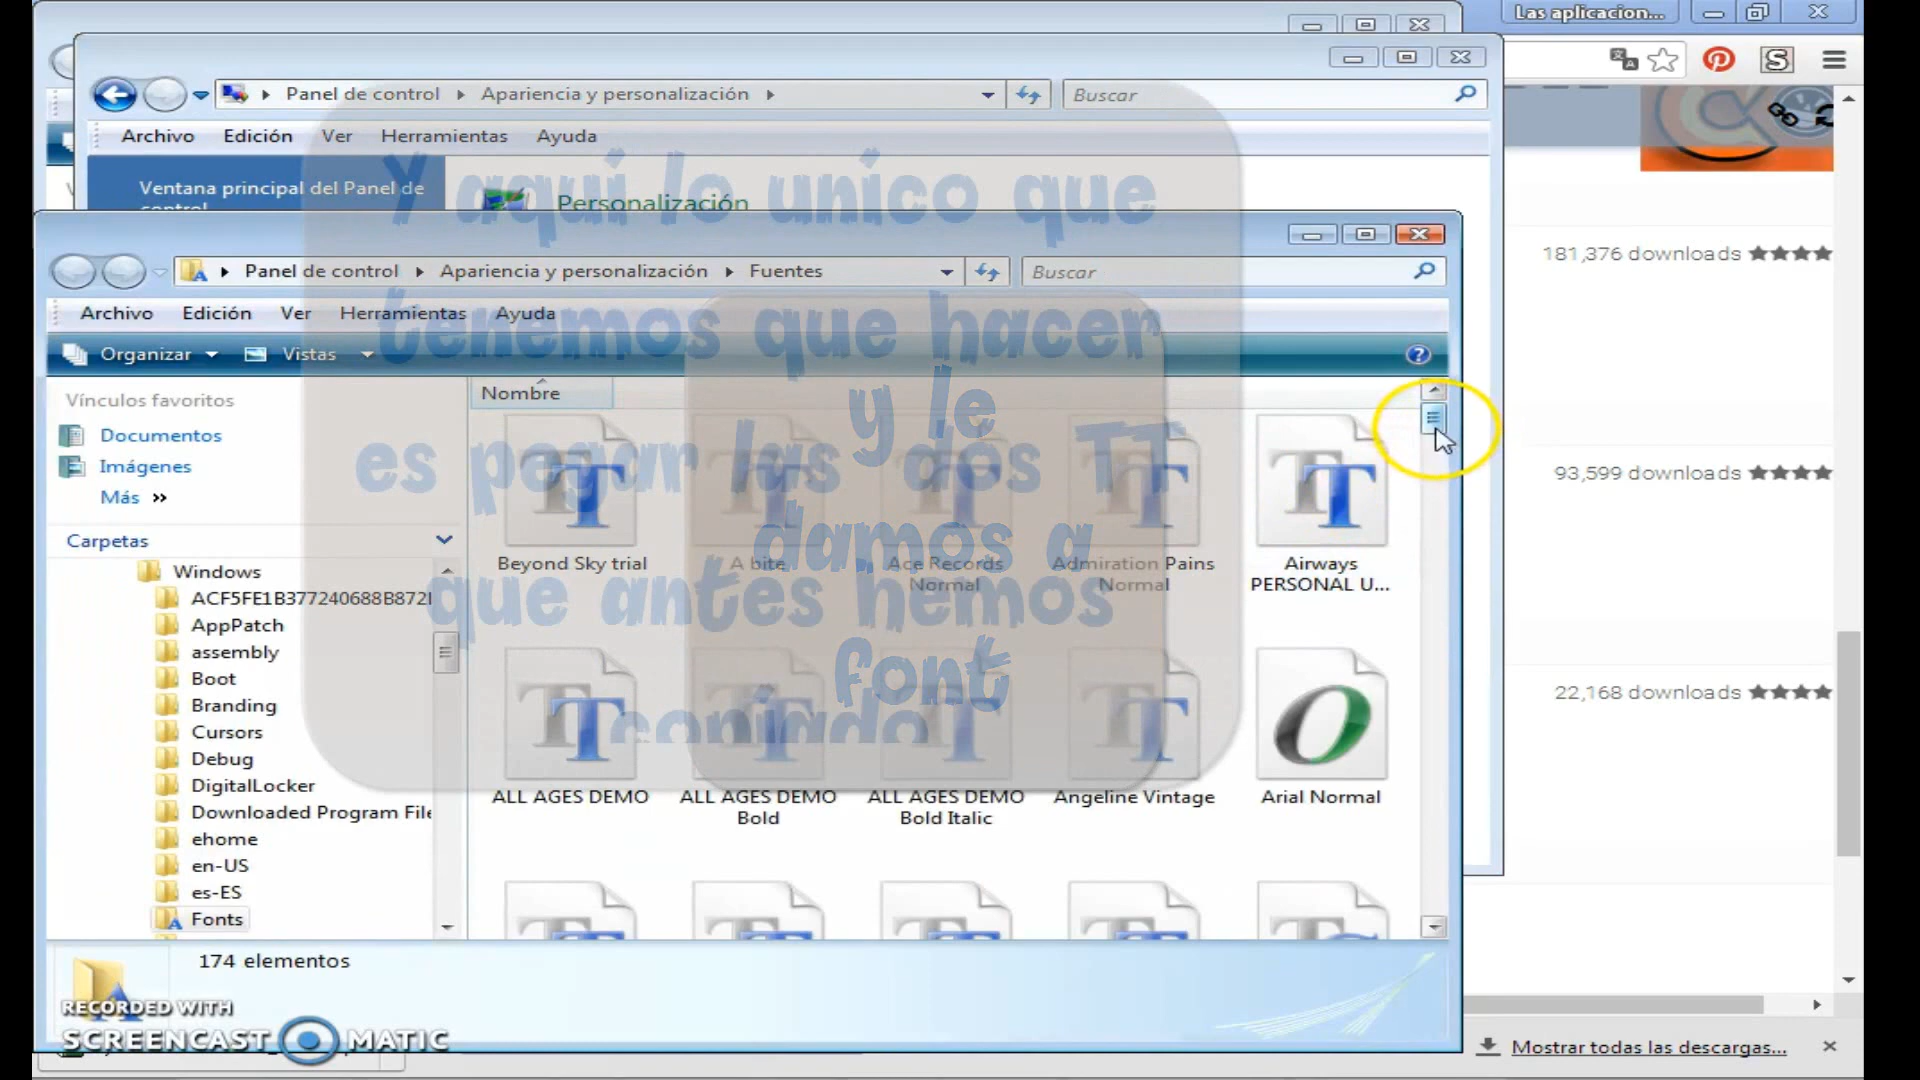 Las aplicacion...
Panel de control
Apariencia y personalización
Buscar
Archivo Edición Ver Herramientas Ayuda
Ventana principal del Panel de
control
Personalización
Panel de control
Apariencia y personalización
Fuentes
Buscar
Archivo Edición Ver Herramientas Ayuda
Organizar Vistas
Vínculos favoritos
Documentos
Imágenes
Más »
Carpetas
Windows
ACF5FE1B377240688B872
AppPatch
assembly
Boot
Branding
Cursors
Debug
DigitalLocker
Downloaded Program File
ehome
en-US
es-ES
Fonts
Nombre
Beyond Sky trial
A bite
Ace Records
Normal
Admiration Pains
Normal
Airways
PERSONAL U...
ALL AGES DEMO
ALL AGES DEMO
Bold
ALL AGES DEMO
Bold Italic
Angeline Vintage
Arial Normal
Y aquí lo unico que
tenemos que hacer
es pegar las dos TT
que antes hemos
copiado
y le
damos a
font
174 elementos
RECORDED WITH
SCREENCAST MATIC
181,376 downloads
93,599 downloads
22,168 downloads
Mostrar todas las descargas...